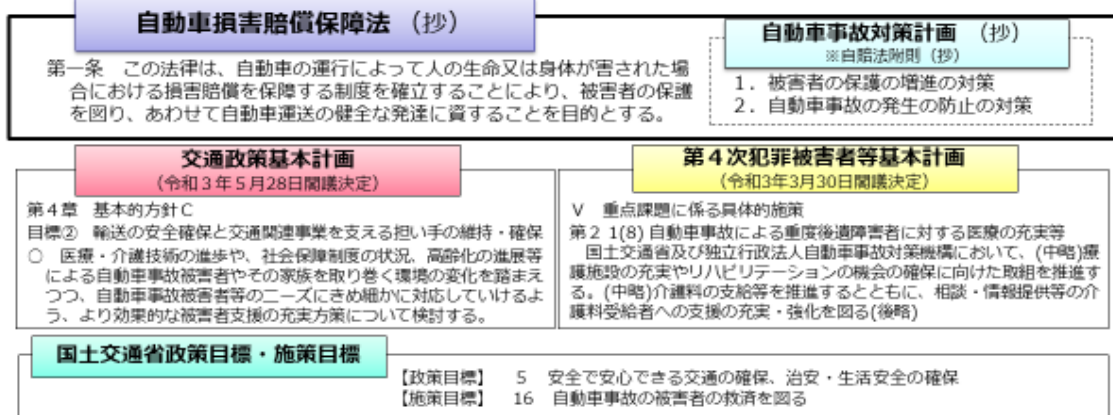 自動車損害賠償保障法 （抄）
第一条　この法律は、自動車の運行によって人の生命又は身体が害された場
合における損害賠償を保障する制度を確立することにより、被害者の保護
を図り、あわせて自動車運送の健全な発達に資することを目的とする。
自動車事故対策計画 （抄）
※自賠法附則（抄）
１．被害者の保護の増進の対策
２．自動車事故の発生の防止の対策
交通政策基本計画
（令和３年５月28日閣議決定）
第４章　基本的方針Ｃ
目標②　輸送の安全確保と交通関連事業を支える担い手の維持・確保
○　医療・介護技術の進歩や、社会保障制度の状況、高齢化の進展等
による自動車事故被害者やその家族を取り巻く環境の変化を踏まえ
つつ、自動車事故被害者等のニーズにきめ細かに対応していけるよ
う、より効果的な被害者支援の充実方策について検討する。
第４次犯罪被害者等基本計画
（令和3年3月30日閣議決定）
Ⅴ　重点課題に係る具体的施策
第２ 1(8) 自動車事故による重度後遺障害者に対する医療の充実等
国土交通省及び独立行政法人自動車事故対策機構において、(中略)療
護施設の充実やリハビリテーションの機会の確保に向けた取組を推進す
る。(中略)介護料の支給等を推進するとともに、相談・情報提供等の介
護料受給者への支援の充実・強化を図る(後略)
国土交通省政策目標・施策目標
【政策目標】　5　安全で安心できる交通の確保、治安・生活安全の確保
【施策目標】　16　自動車事故の被害者の救済を図る